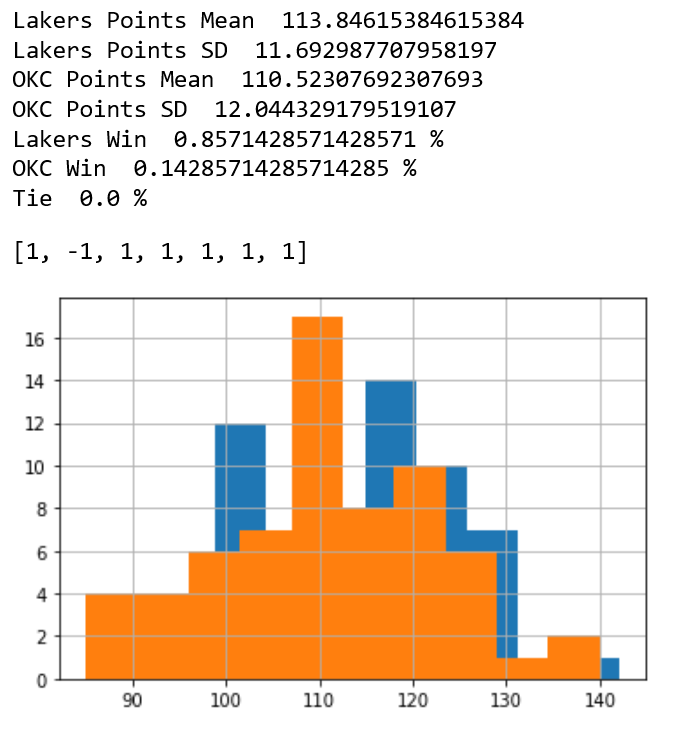 Lakers Points Mean  113.84615384615384
Lakers Points SD  11.692987707958197
OKC Points Mean  110.52307692307693
OKC Points SD  12.044329179519107
Lakers Win  0.8571428571428571 %
OKC Win  0.14285714285714285 %
Tie  0.0 %
[1, -1, 1, 1, 1, 1, 1]
16
14
12
10
8
6
4
2
0
90 100 110 120 130 140